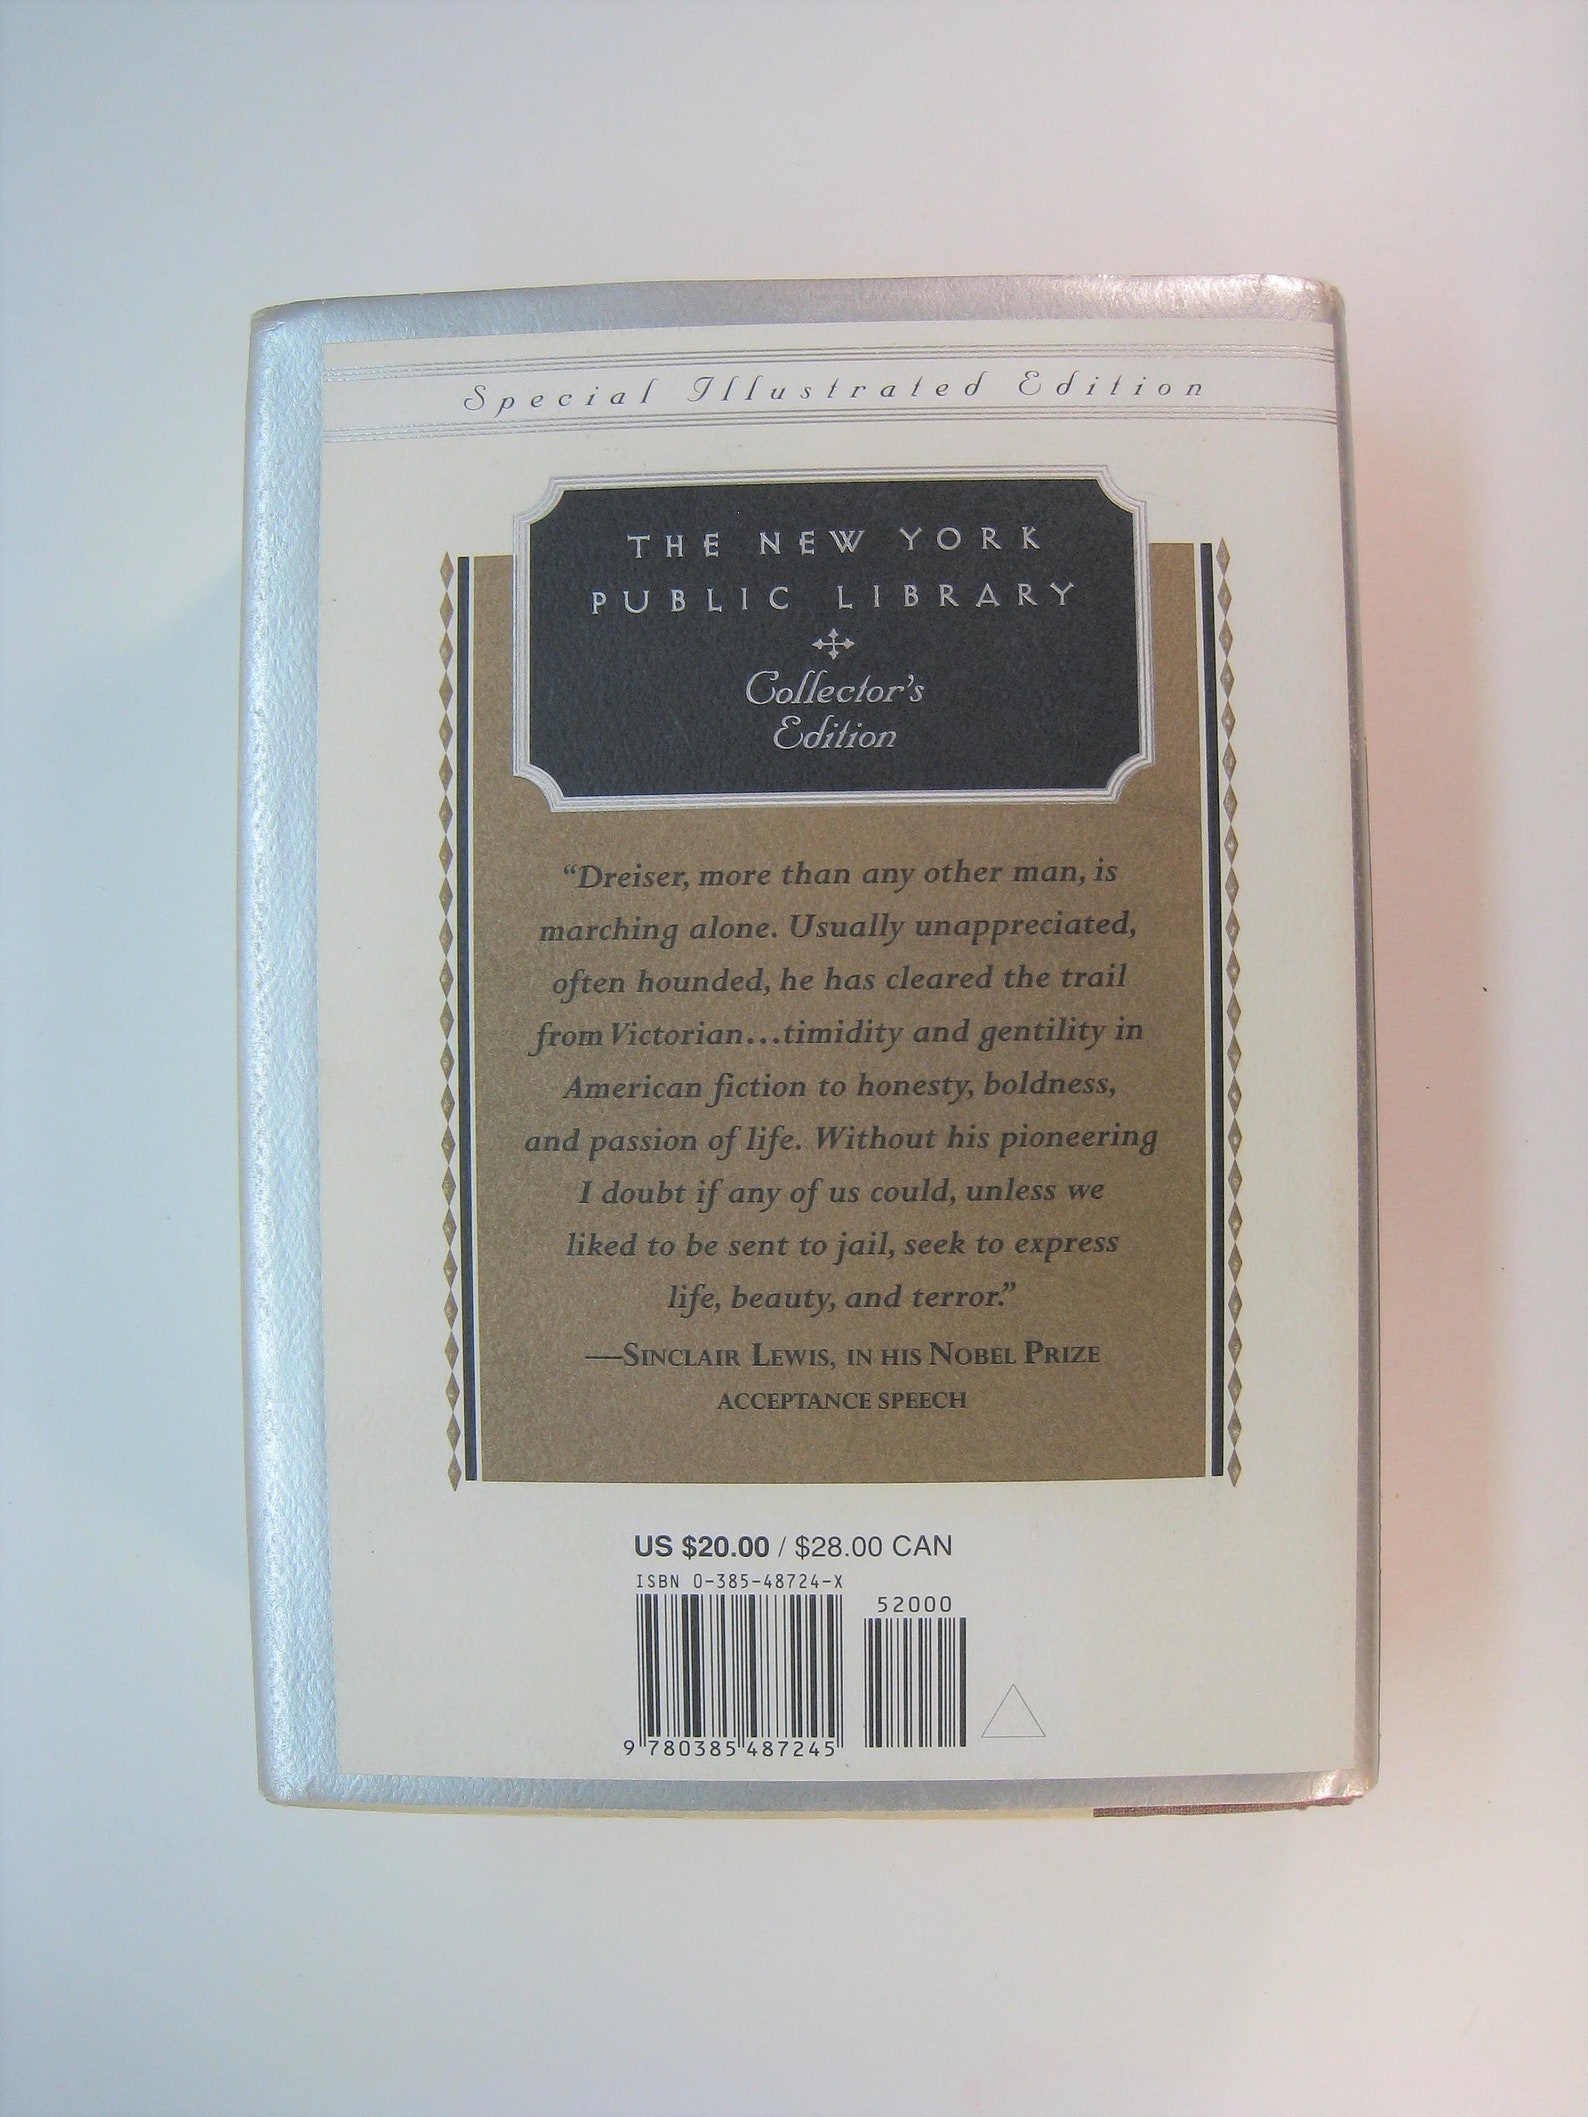 Special Illustrated Edition
THE NEW YORK
PUBLIC LIBRARY
Collector's
Edition
“Dreiser, more than any other man, is
marching alone. Usually unappreciated,
often hounded, he has cleared the trail
from Victorian...timidity and gentility in
American fiction to honesty, boldness,
and passion of life. Without his pioneering
I doubt if any of us could, unless we
liked to be sent to jail, seek to express
life, beauty, and terror.”
—SINCLAIR LEWIS, IN HIS NOBEL PRIZE
ACCEPTANCE SPEECH
US $20.00 / $28.00 CAN
ISBN 0-385-48724-X
52000
9 780385 487245